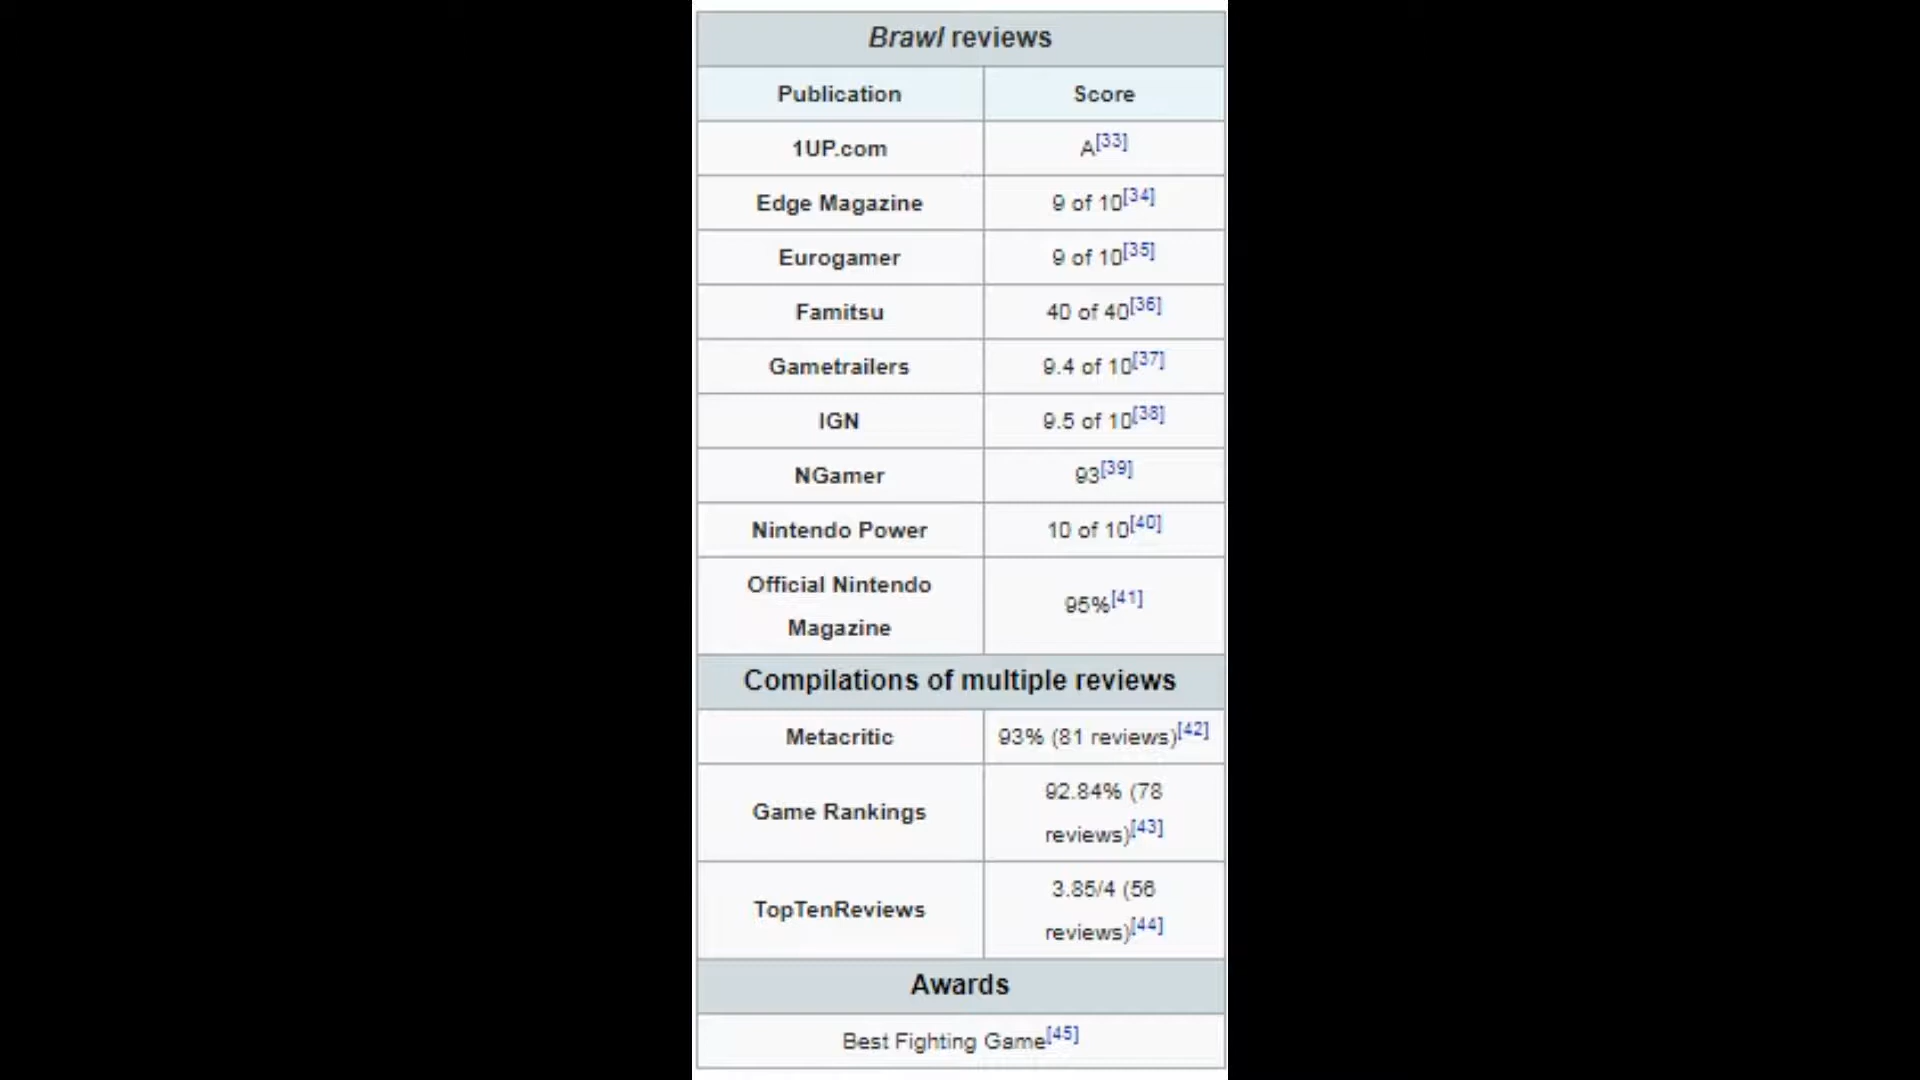 Brawl reviews
Publication Score
1UP.com A[33]
Edge Magazine 9 of 10[34]
Eurogamer 9 of 10[35]
Famitsu 40 of 40[36]
Gametrailers 9.4 of 10[37]
IGN 9.5 of 10[38]
NGamer 93[39]
Nintendo Power 10 of 10[40]
Official Nintendo
Magazine
95%[41]
Compilations of multiple reviews
Metacritic 93% (81 reviews)[42]
Game Rankings
92.84% (78
reviews)[43]
TopTenReviews
3.85/4 (56
reviews)[44]
Awards
Best Fighting Game[45]